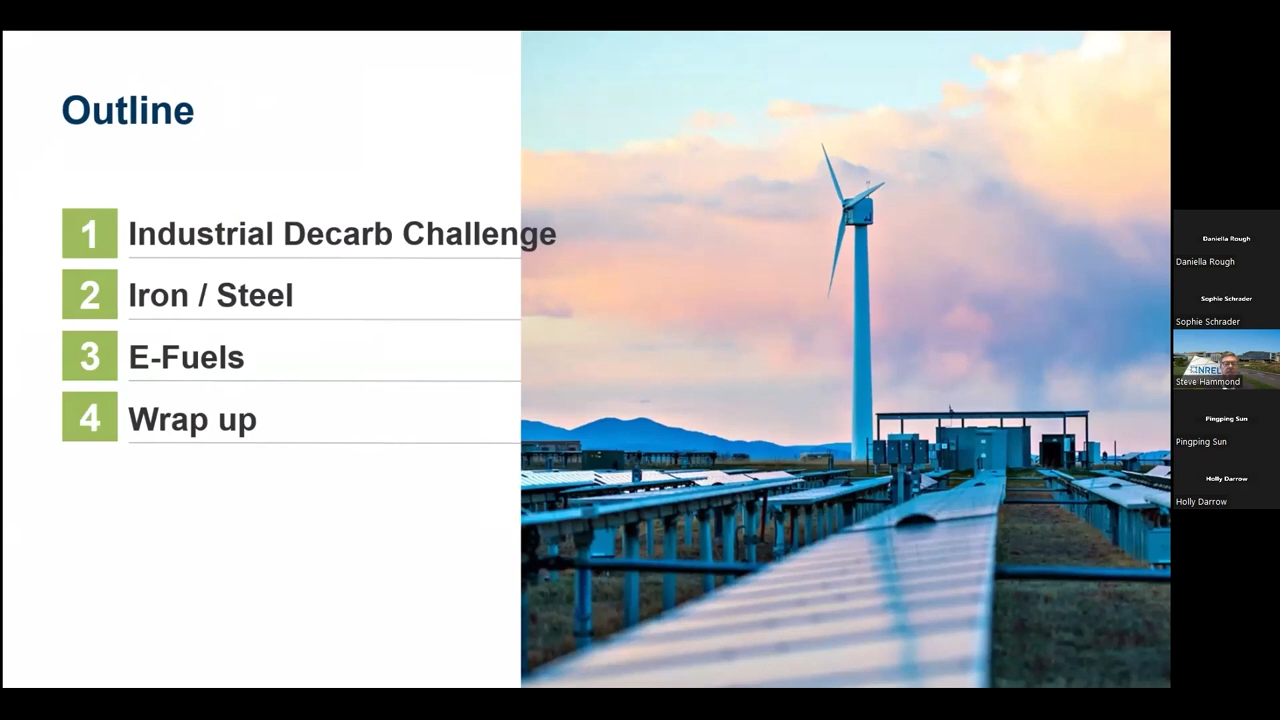 Outline
1 Industrial Decarb Challenge
2 Iron / Steel
3 E-Fuels
4 Wrap up
Daniella Rough
Daniella Rough
Sophie Schrader
Sophie Schrader
NREL
Steve Hammond
Pingping Sun
Pingping Sun
Holly Darrow
Holly Darrow